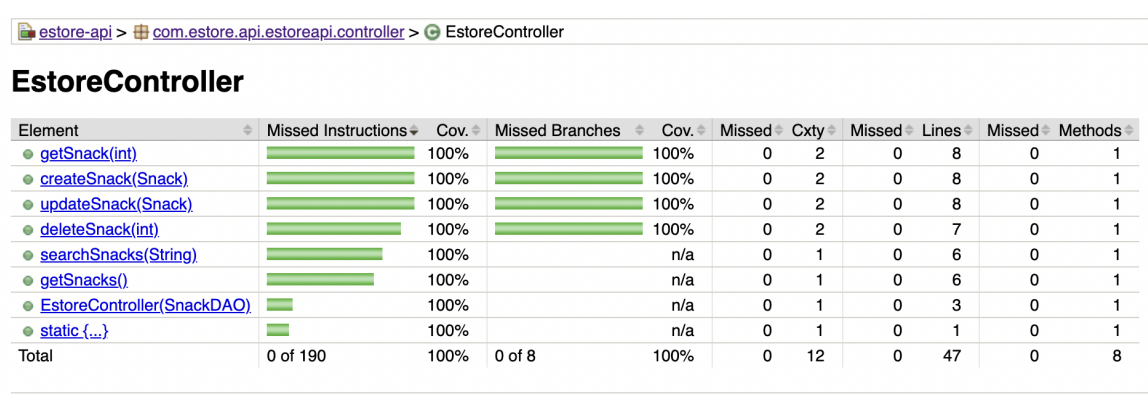 estore-api > com.estore.api.estoreapi.controller > EstoreController
EstoreController
Element Missed Instructions Cov. Missed Branches Cov. Missed Cxty Missed Lines Missed Methods
getSnack(int) 100% 100% 0 2 0 8 0 1
createSnack(Snack) 100% 100% 0 2 0 8 0 1
updateSnack(Snack) 100% 100% 0 2 0 8 0 1
deleteSnack(int) 100% 100% 0 2 0 7 0 1
searchSnacks(String) 100% n/a 0 1 0 6 0 1
getSnacks() 100% n/a 0 1 0 6 0 1
EstoreController(SnackDAO) 100% n/a 0 1 0 3 0 1
static {...} 100% n/a 0 1 0 1 0 1
Total 0 of 190 100% 0 of 8 100% 0 12 0 47 0 8